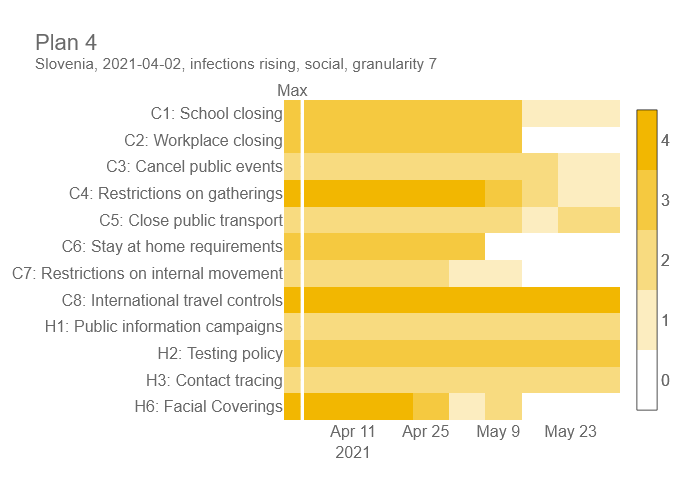 Plan 4
Slovenia, 2021-04-02, infections rising, social, granularity 7
Max
C1: School closing
C2: Workplace closing
C3: Cancel public events
C4: Restrictions on gatherings
C5: Close public transport
C6: Stay at home requirements
C7: Restrictions on internal movement
C8: International travel controls
H1: Public information campaigns
H2: Testing policy
H3: Contact tracing
H6: Facial Coverings
Apr 11 Apr 25 May 9 May 23
2021
4
3
2
1
0